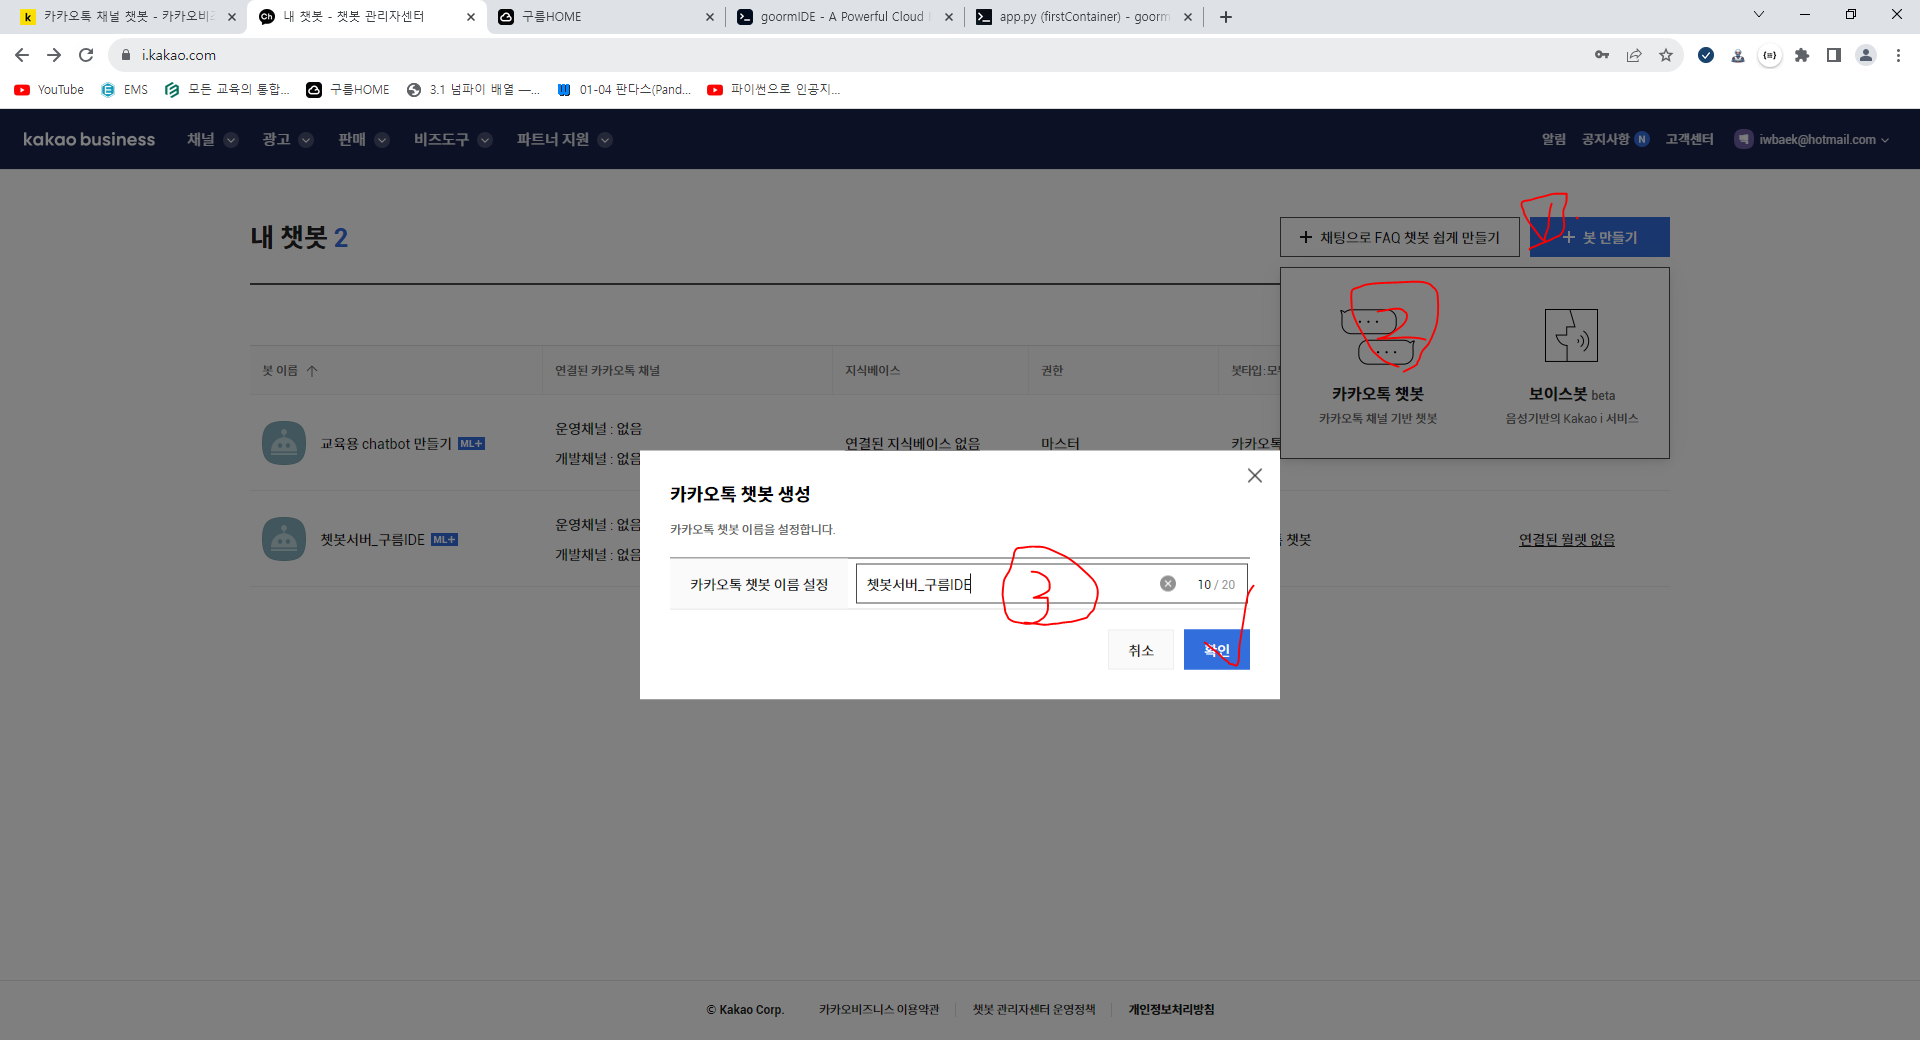 카카오톡 채널 챗봇 - 카카오비즈
내 챗봇 - 챗봇 관리자센터
구름HOME
goormIDE - A Powerful Cloud I
app.py (firstContainer) - goorm
i.kakao.com
YouTube
EMS
모든 교육의 통합...
구름HOME
3.1 넘파이 배열 —...
01-04 판다스(Pand...
파이썬으로 인공지...
kakao business 채널 광고 판매 비즈도구 파트너 지원
알림 공지사항 N 고객센터 iwbaek@hotmail.com
내 챗봇 2
+ 채팅으로 FAQ 챗봇 쉽게 만들기
1
+ 봇 만들기
2
카카오톡 챗봇
카카오톡 채널 기반 챗봇
보이스봇 beta
음성기반의 Kakao i 서비스
봇 이름 연결된 카카오톡 채널 지식베이스 권한 봇타입:모
교육용 chatbot 만들기 ML+
운영채널 : 없음
개발채널 : 없음
연결된 지식베이스 없음 마스터 카카오톡
쳇봇서버_구름IDE ML+
운영채널 : 없음
개발채널 : 없음
챗봇 연결된 월렛 없음
카카오톡 챗봇 생성
카카오톡 챗봇 이름을 설정합니다.
카카오톡 챗봇 이름 설정 쳇봇서버_구름IDE 10 / 20
3
취소 확인
© Kakao Corp. 카카오비즈니스 이용약관 챗봇 관리자센터 운영정책 개인정보처리방침